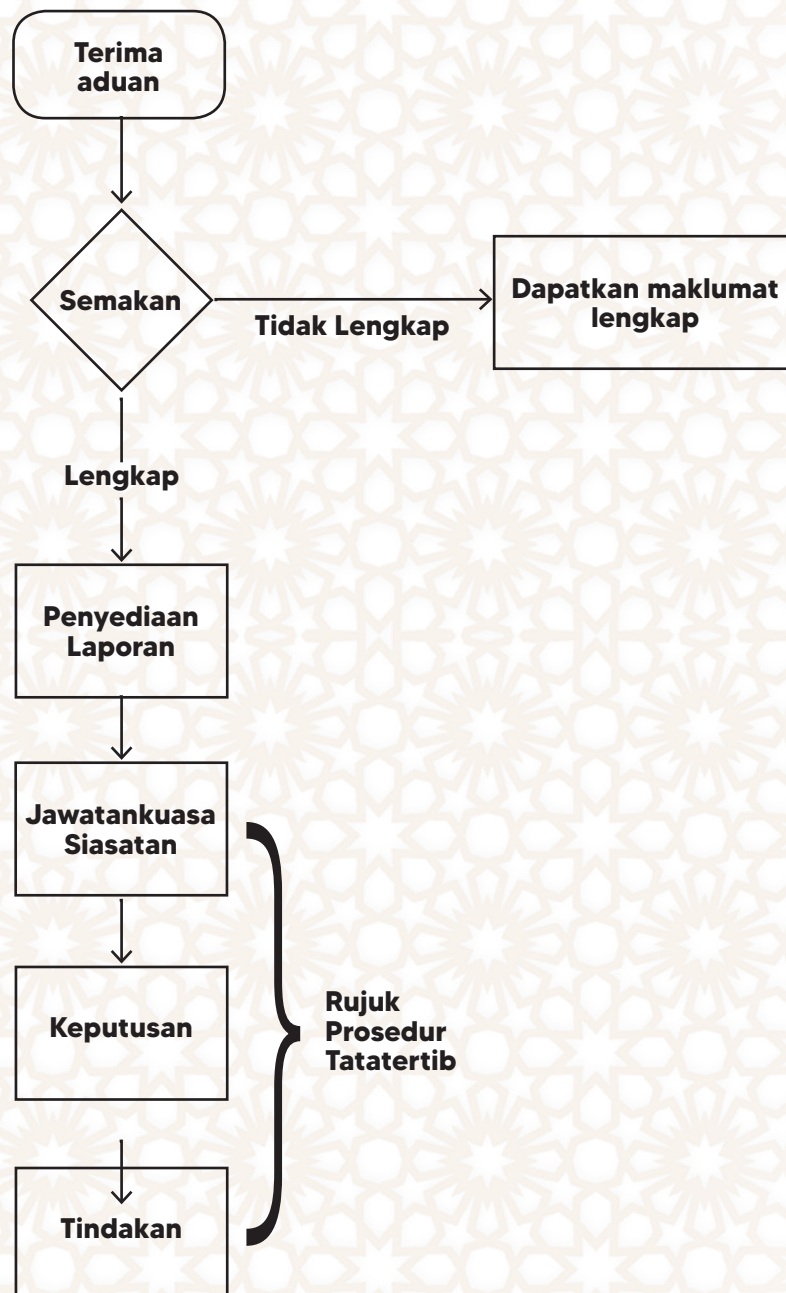 Terima
aduan
Semakan
Tidak Lengkap
Dapatkan maklumat
lengkap
Lengkap
Penyediaan
Laporan
Jawatankuasa
Siasatan
Keputusan
Rujuk
Prosedur
Tatatertib
Tindakan